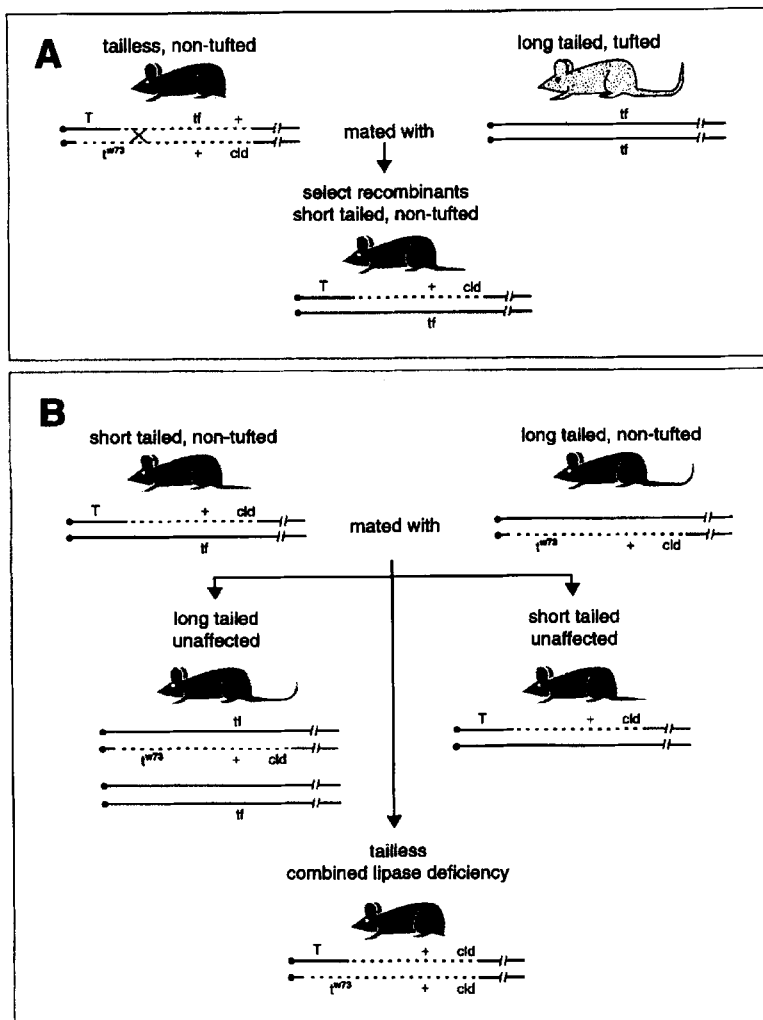 A
tailless, non-tufted
long tailed, tufted
T tf +
t^w73 + cld
mated with
tf
tf
select recombinants
short tailed, non-tufted
T + cld
tf
B
short tailed, non-tufted
long tailed, non-tufted
T + cld
tf
mated with
t^w73 + cld
long tailed
unaffected
short tailed
unaffected
tf
t^w73 + cld
tf
T + cld
tailless
combined lipase deficiency
T + cld
t^w73 + cld